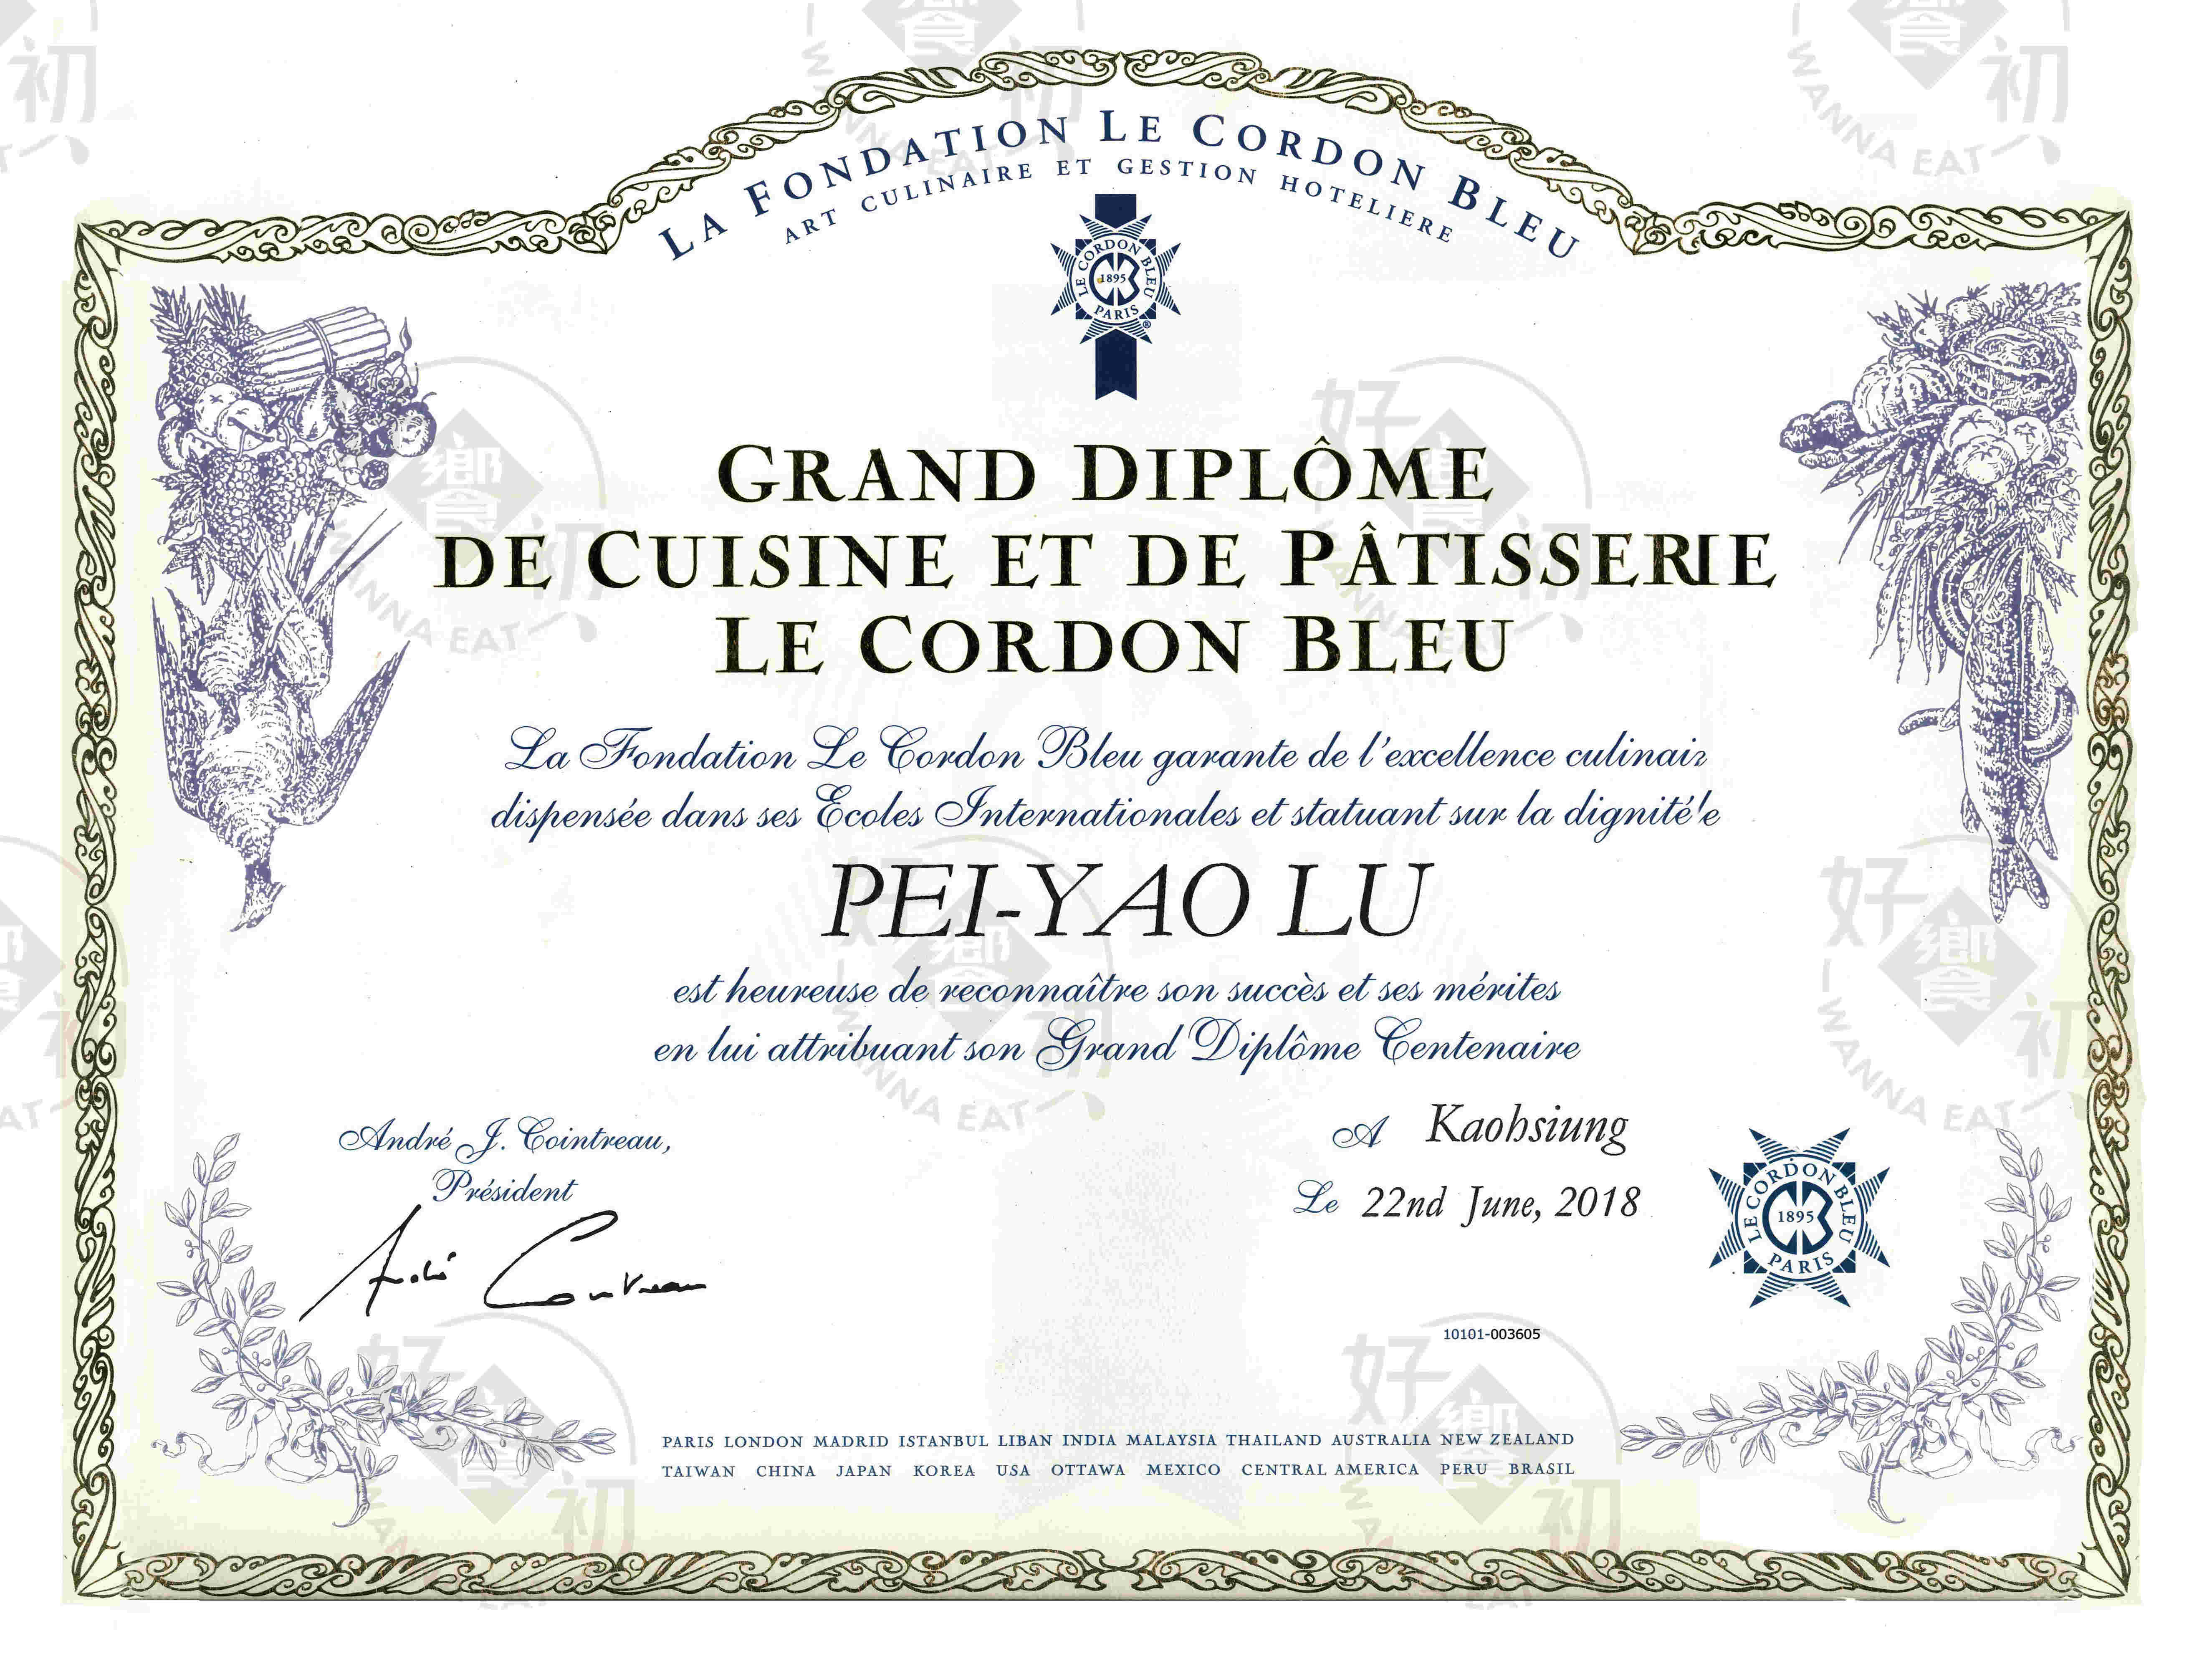 LA FONDATION LE CORDON BLEU
ART CULINAIRE ET GESTION HOTELIERE
LE CORDON BLEU
1895
PARIS
®
GRAND DIPLÔME
DE CUISINE ET DE PÂTISSERIE
LE CORDON BLEU
La Fondation Le Cordon Bleu garante de l'excellence culinair
dispensée dans ses Ecoles Internationales et statuant sur la dignité'e
PEI-YAO LU
est heureuse de reconnaître son succès et ses mérites
en lui attribuant son Grand Diplôme Centenaire
André J. Cointreau,
Président
André Cointreau
A Kaohsiung
Le 22nd June, 2018
LE CORDON BLEU
1895
PARIS
10101-003605
PARIS LONDON MADRID ISTANBUL LIBAN INDIA MALAYSIA THAILAND AUSTRALIA NEW ZEALAND
TAIWAN CHINA JAPAN KOREA USA OTTAWA MEXICO CENTRAL AMERICA PERU BRASIL
好饗初六
I WANNA EAT